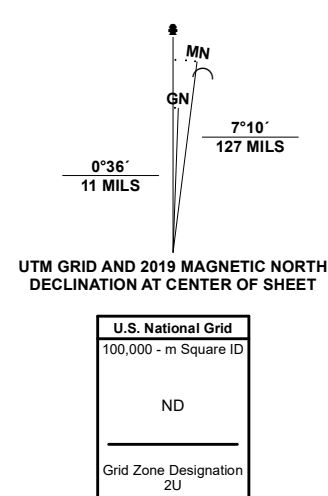 MN
GN
7°10´
127 MILS
0°36´
11 MILS
UTM GRID AND 2019 MAGNETIC NORTH
DECLINATION AT CENTER OF SHEET
U.S. National Grid
100,000 - m Square ID
ND
Grid Zone Designation
2U